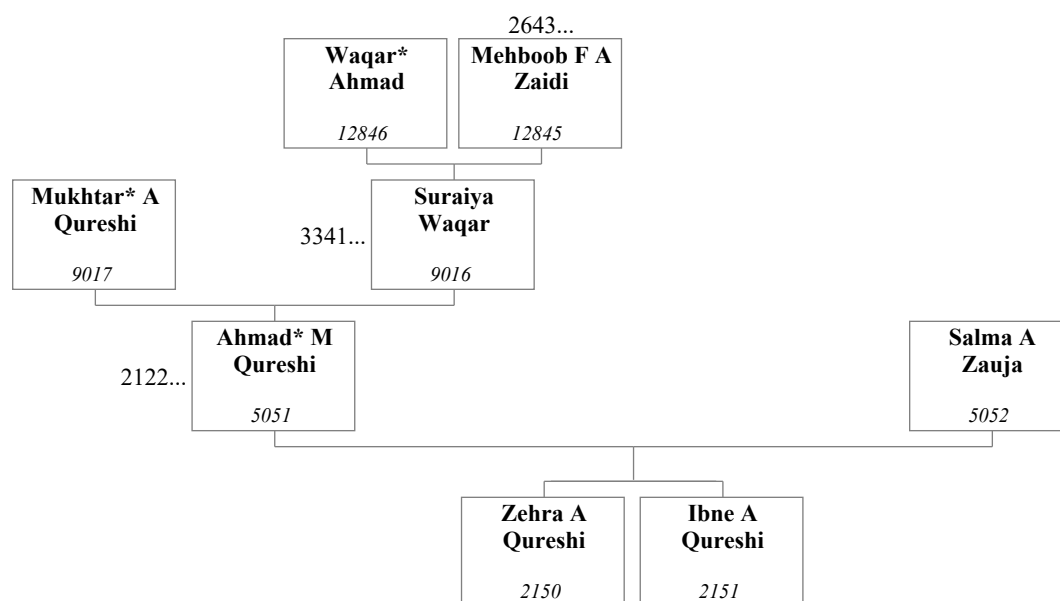 2643...
Waqar*
Ahmad
12846
Mehboob F A
Zaidi
12845
Mukhtar* A
Qureshi
9017
3341...
Suraiya
Waqar
9016
2122...
Ahmad* M
Qureshi
5051
Salma A
Zauja
5052
Zehra A
Qureshi
2150
Ibne A
Qureshi
2151